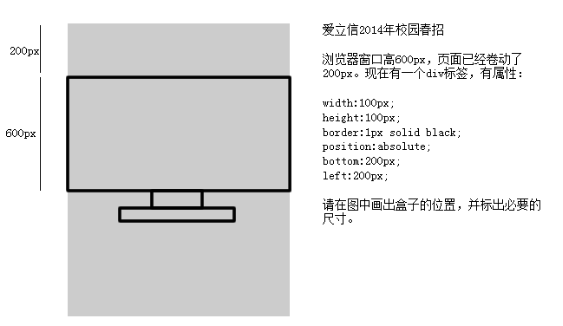 爱立信2014年校园春招
200px
浏览器窗口高600px，页面已经卷动了
200px。现在有一个div标签，有属性：
width:100px;
height:100px;
600px
border:1px solid black;
position:absolute;
bottom:200px;
left:200px;
请在图中画出盒子的位置，并标出必要的
尺寸。